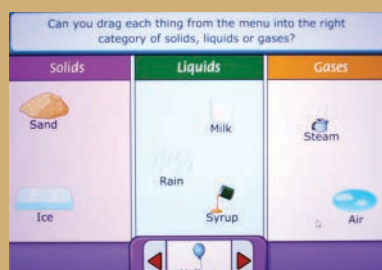 Can you drag each thing from the menu into the right
category of solids, liquids or gases?
Solids
Liquids
Gases
Sand
Milk
Steam
Rain
Ice
Syrup
Air